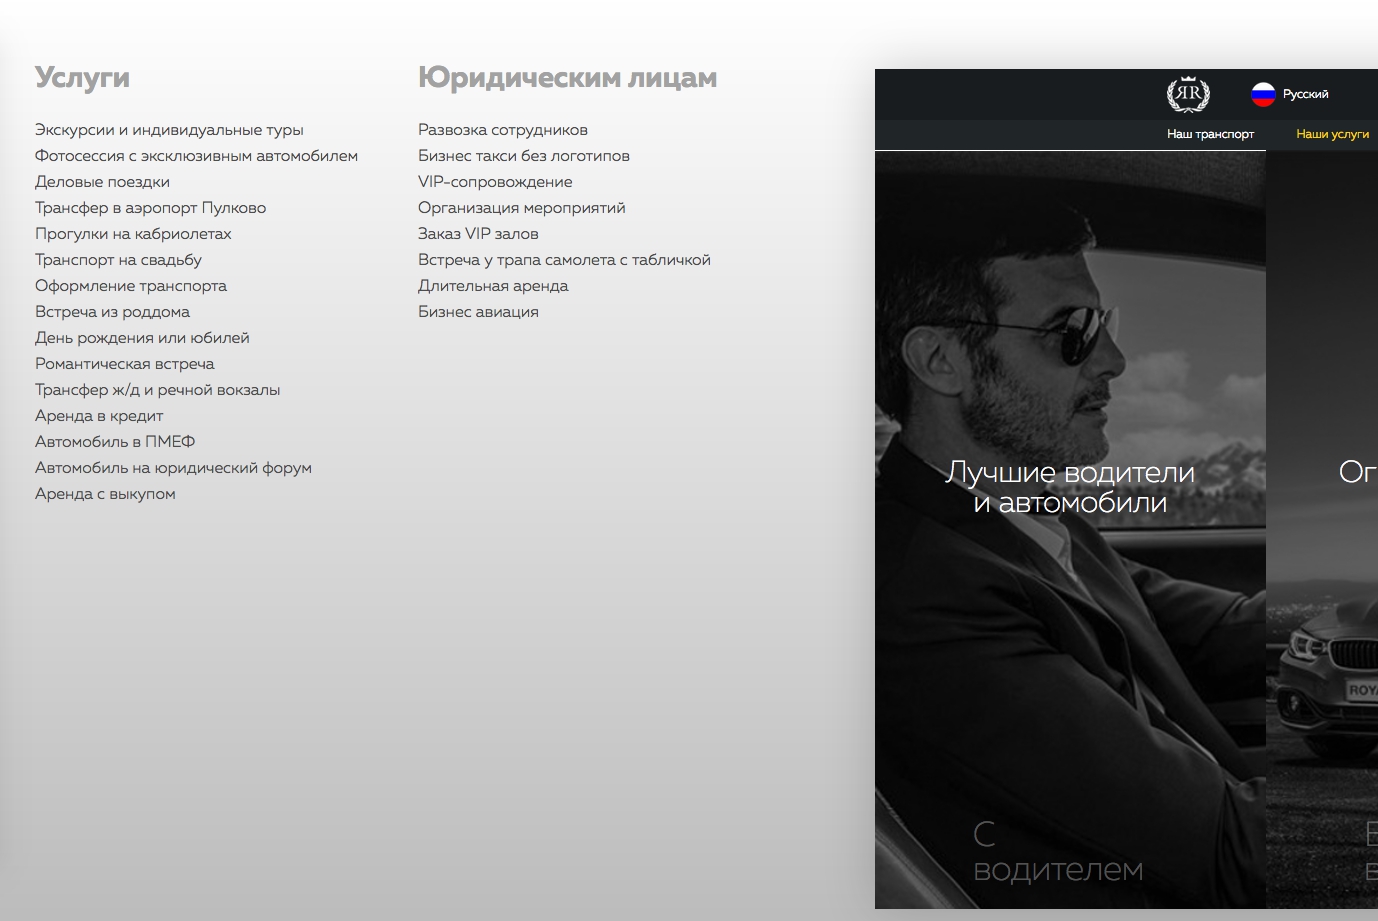 Услуги
Экскурсии и индивидуальные туры
Фотосессия с эксклюзивным автомобилем
Деловые поездки
Трансфер в аэропорт Пулково
Прогулки на кабриолетах
Транспорт на свадьбу
Оформление транспорта
Встреча из роддома
День рождения или юбилей
Романтическая встреча
Трансфер ж/д и речной вокзалы
Аренда в кредит
Автомобиль в ПМЕФ
Автомобиль на юридический форум
Аренда с выкупом
Юридическим лицам
Развозка сотрудников
Бизнес такси без логотипов
VIP-сопровождение
Организация мероприятий
Заказ VIP залов
Встреча у трапа самолета с табличкой
Длительная аренда
Бизнес авиация
ЯR
Русский
Наш транспорт
Наши услуги
Лучшие водители
и автомобили
С
водителем